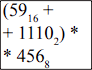 (59₁₆ +
+ 1110₂) *
* 456₈